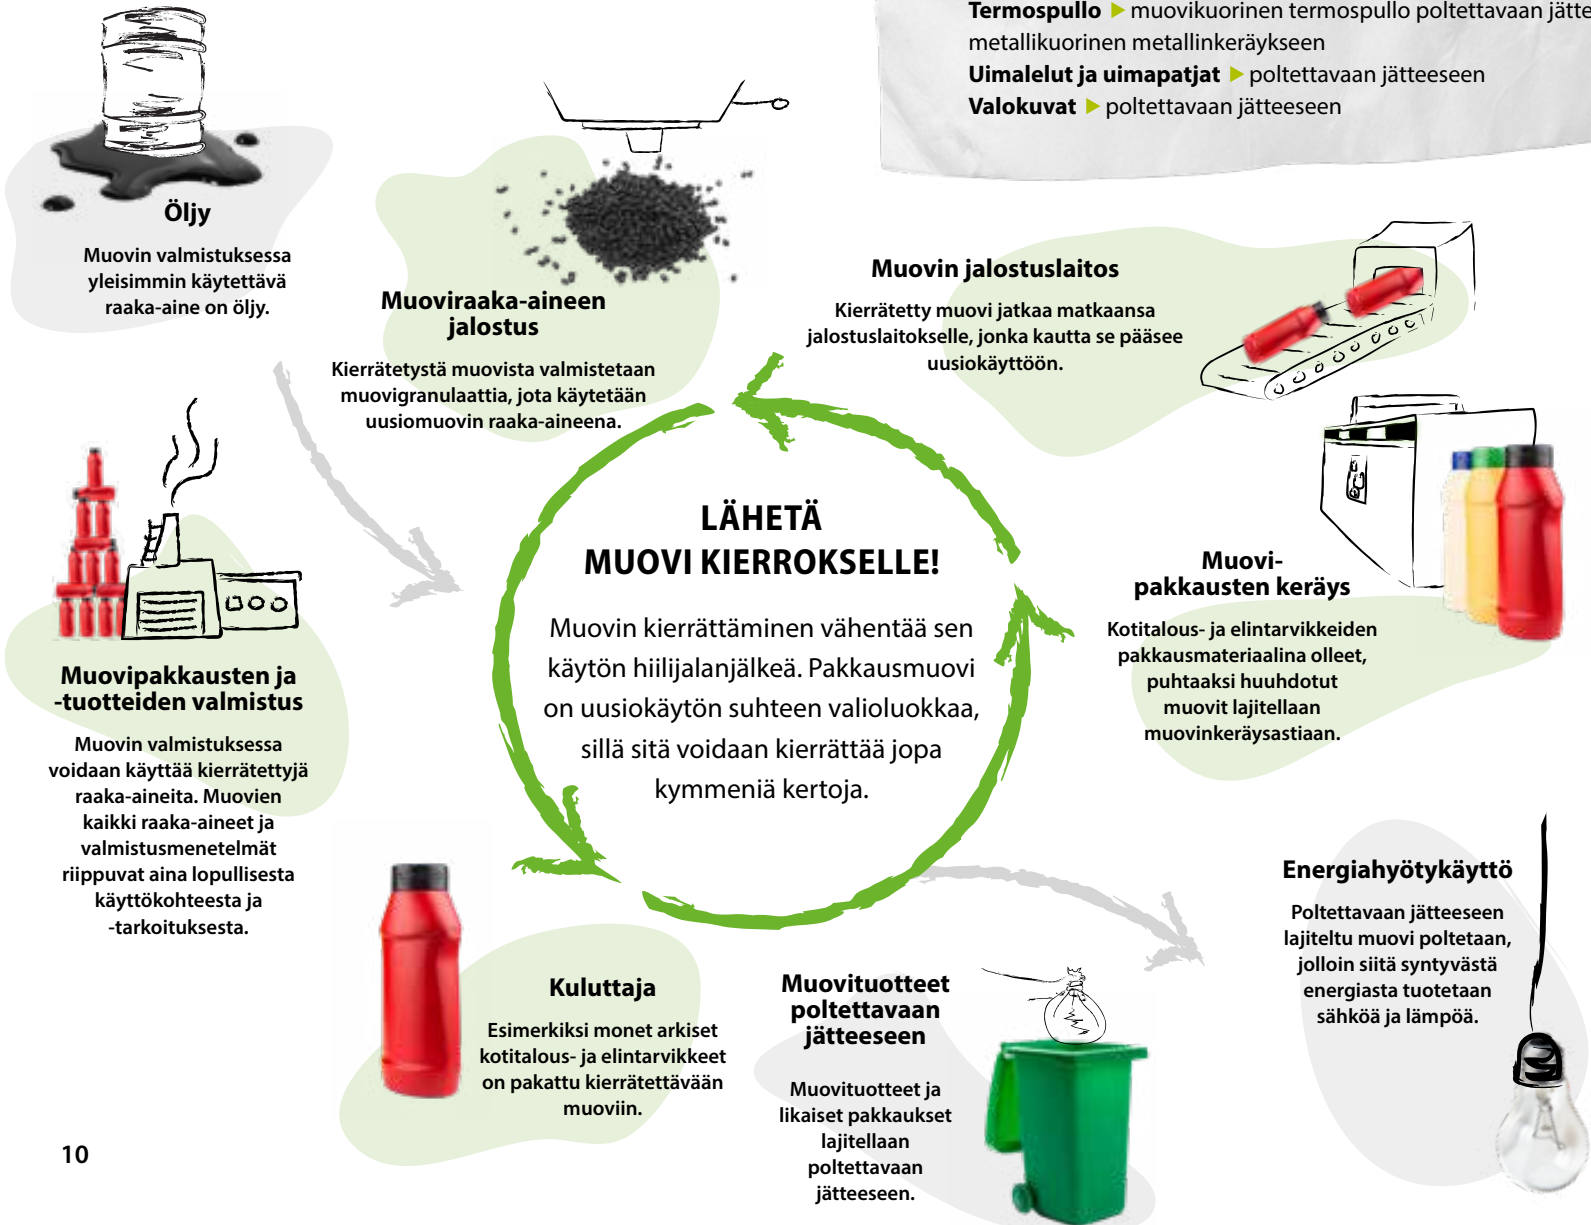 Termospullo ▶ muovikuorinen termospullo poltettavaan jätte
metallikuorinen metallinkeräykseen
Uimalelut ja uimapatjat ▶ poltettavaan jätteeseen
Valokuvat ▶ poltettavaan jätteeseen
Öljy
Muovin valmistuksessa
yleisimmin käytettävä
raaka-aine on öljy.
Muoviraaka-aineen
jalostus
Kierrätetystä muovista valmistetaan
muovigranulaattia, jota käytetään
uusiomuovin raaka-aineena.
Muovin jalostuslaitos
Kierrätetty muovi jatkaa matkaansa
jalostuslaitokselle, jonka kautta se pääsee
uusiokäyttöön.
LÄHETÄ
MUOVI KIERROKSELLE!
Muovin kierrättäminen vähentää sen
käytön hiilijalanjälkeä. Pakkausmuovi
on uusiokäytön suhteen valioluokkaa,
sillä sitä voidaan kierrättää jopa
kymmeniä kertoja.
Muovi-
pakkausten keräys
Kotitalous- ja elintarvikkeiden
pakkausmateriaalina olleet,
puhtaaksi huuhdotut
muovit lajitellaan
muovinkeräysastiaan.
Muovipakkausten ja
-tuotteiden valmistus
Muovin valmistuksessa
voidaan käyttää kierrätettyjä
raaka-aineita. Muovien
kaikki raaka-aineet ja
valmistusmenetelmät
riippuvat aina lopullisesta
käyttökohteesta ja
-tarkoituksesta.
Kuluttaja
Esimerkiksi monet arkiset
kotitalous- ja elintarvikkeet
on pakattu kierrätettävään
muoviin.
Muovituotteet
poltettavaan
jätteeseen
Muovituotteet ja
likaiset pakkaukset
lajitellaan
poltettavaan
jätteeseen.
Energiahyötykäyttö
Poltettavaan jätteeseen
lajiteltu muovi poltetaan,
jolloin siitä syntyvästä
energiasta tuotetaan
sähköä ja lämpöä.
10